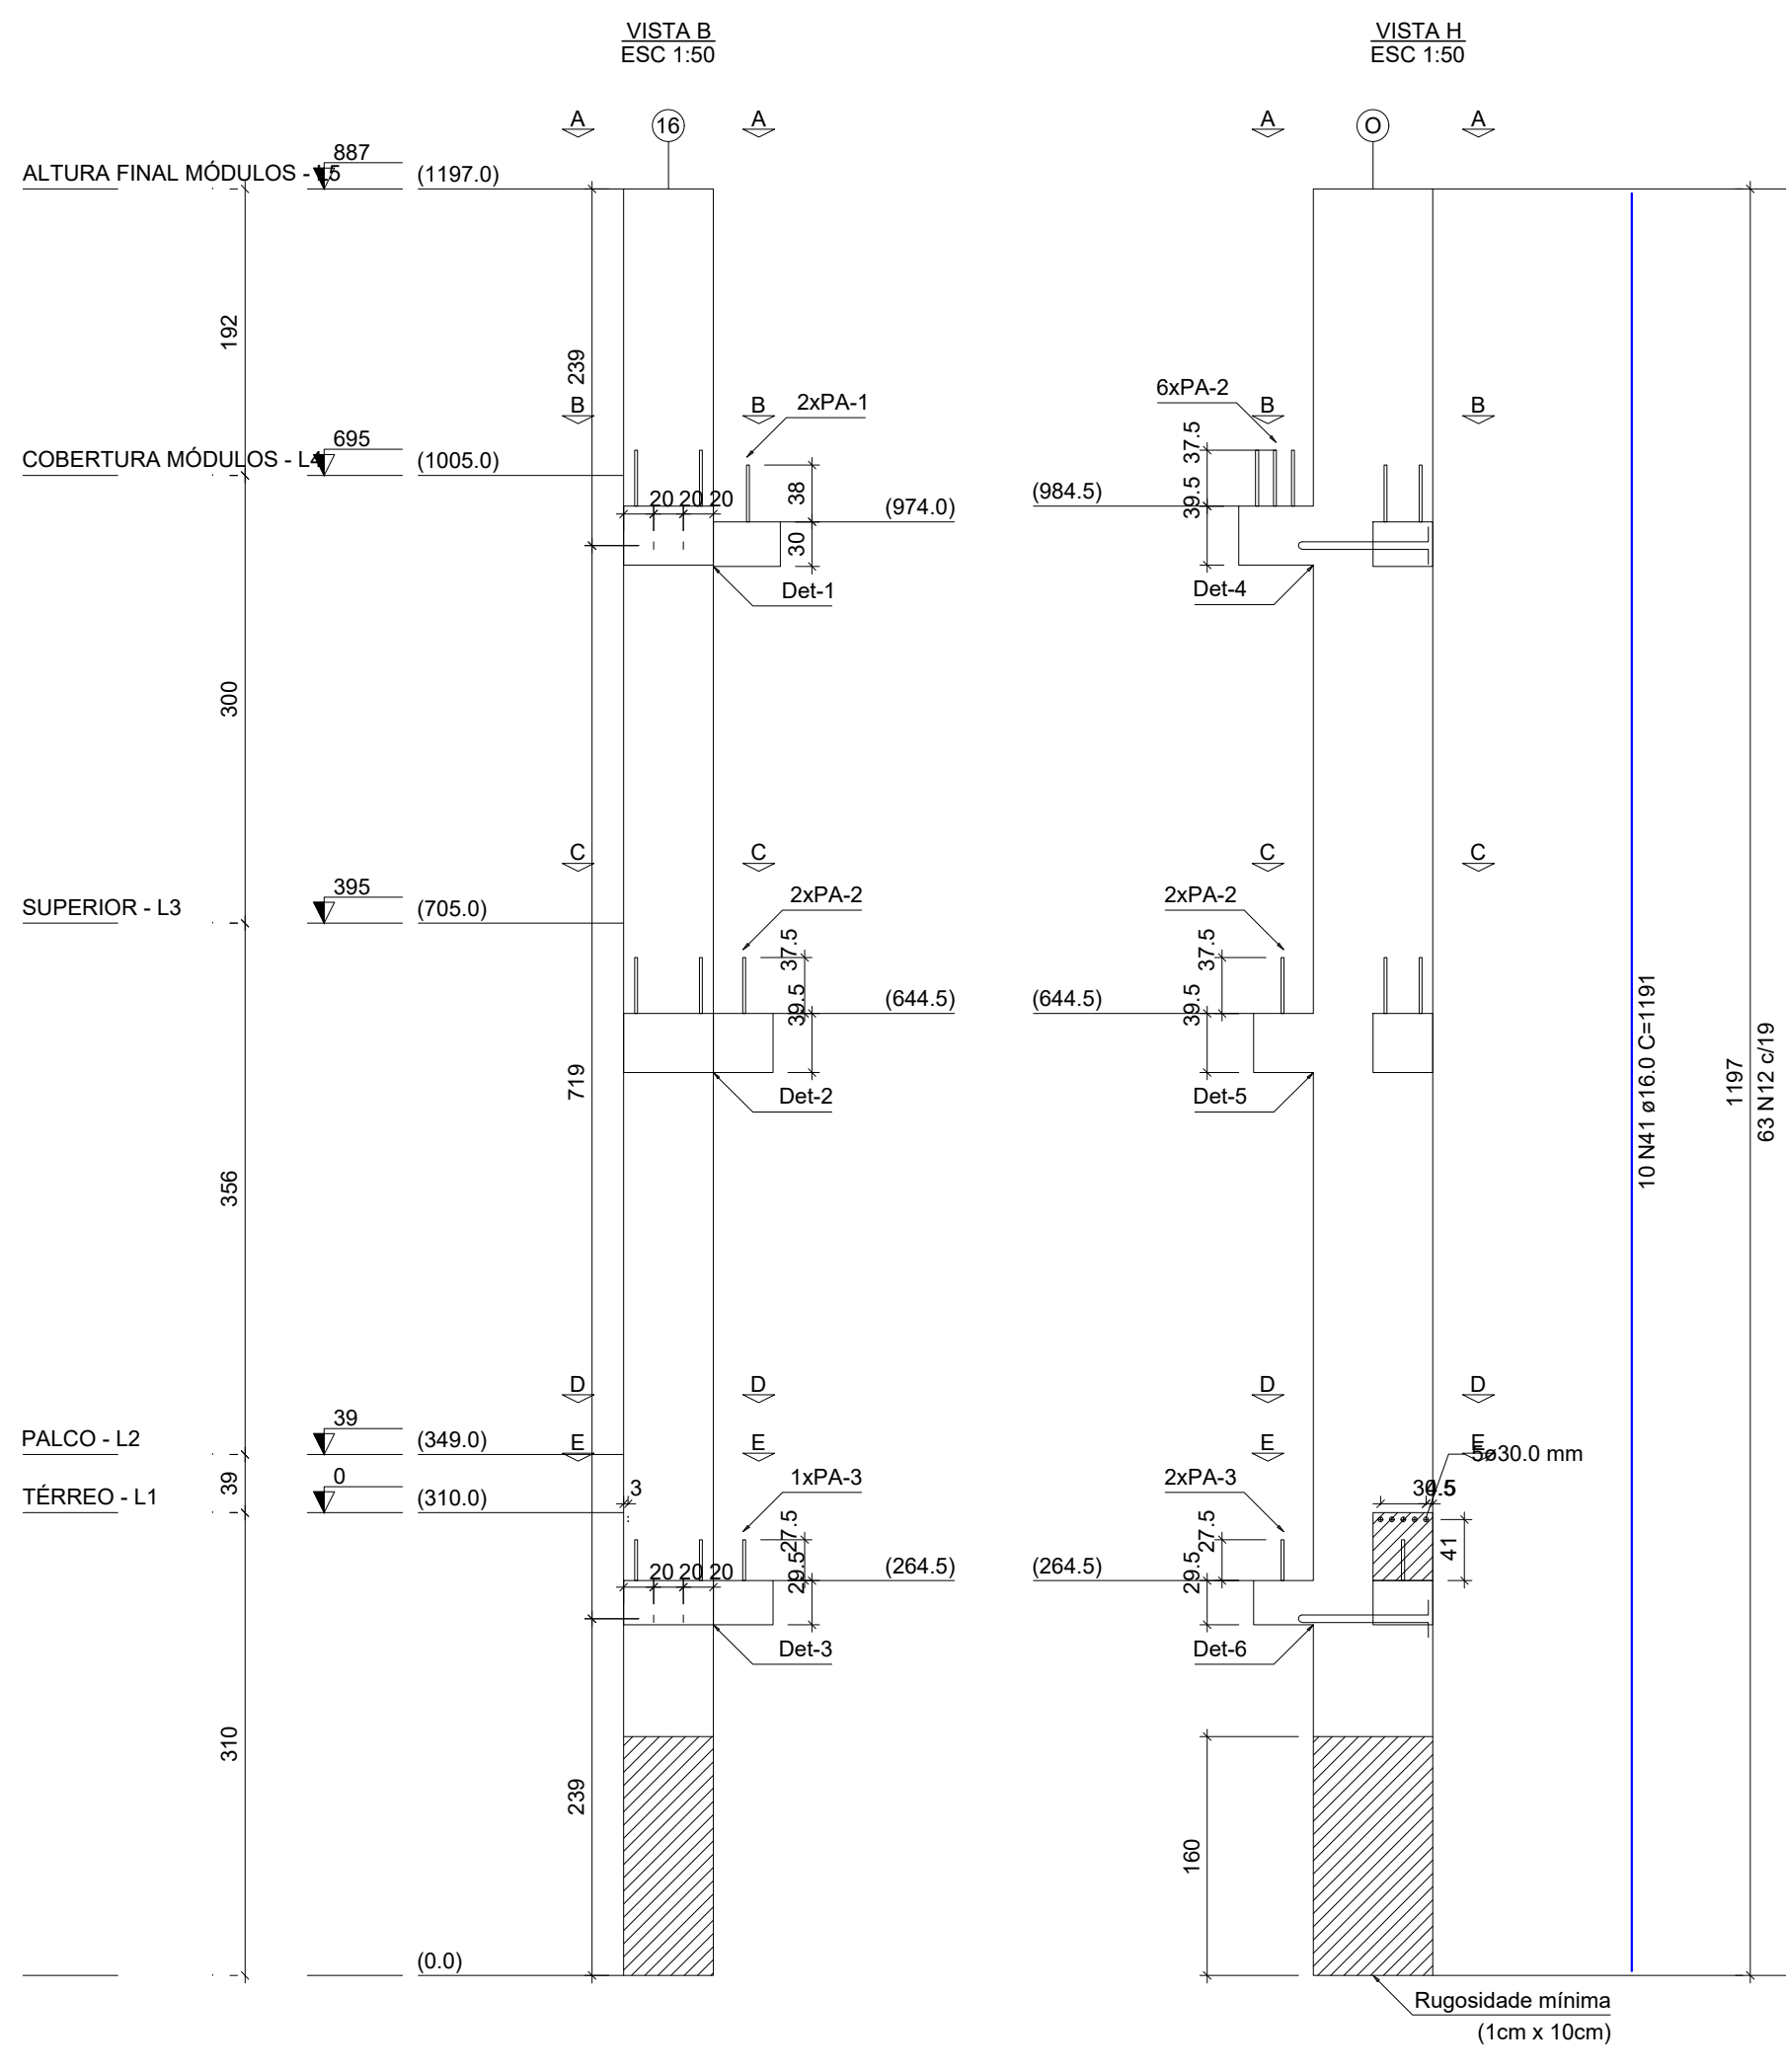 VISTA B
ESC 1:50
VISTA H
ESC 1:50
A
16
A
A
O
A
887
ALTURA FINAL MÓDULOS - L5
(1197.0)
192
239
2xPA-1
6xPA-2
B
B
B
B
695
COBERTURA MÓDULOS - L4
(1005.0)
37.5
38
20
20
20
(974.0)
(984.5)
39.5
30
Det-1
Det-4
300
C
C
C
C
395
2xPA-2
2xPA-2
SUPERIOR - L3
(705.0)
37.5
37.5
39.5
(644.5)
(644.5)
39.5
719
Det-2
Det-5
10 N41 ø16.0 C=1191
1197
63 N12 c/19
356
D
D
D
D
39
PALCO - L2
(349.0)
E
E
E
E
5ø30.0 mm
39
0
1xPA-3
2xPA-3
TÉRREO - L1
(310.0)
3
30
4.5
27.5
27.5
41
20
20
20
29.5
(264.5)
(264.5)
29.5
Det-3
Det-6
310
239
160
(0.0)
Rugosidade mínima
(1cm x 10cm)